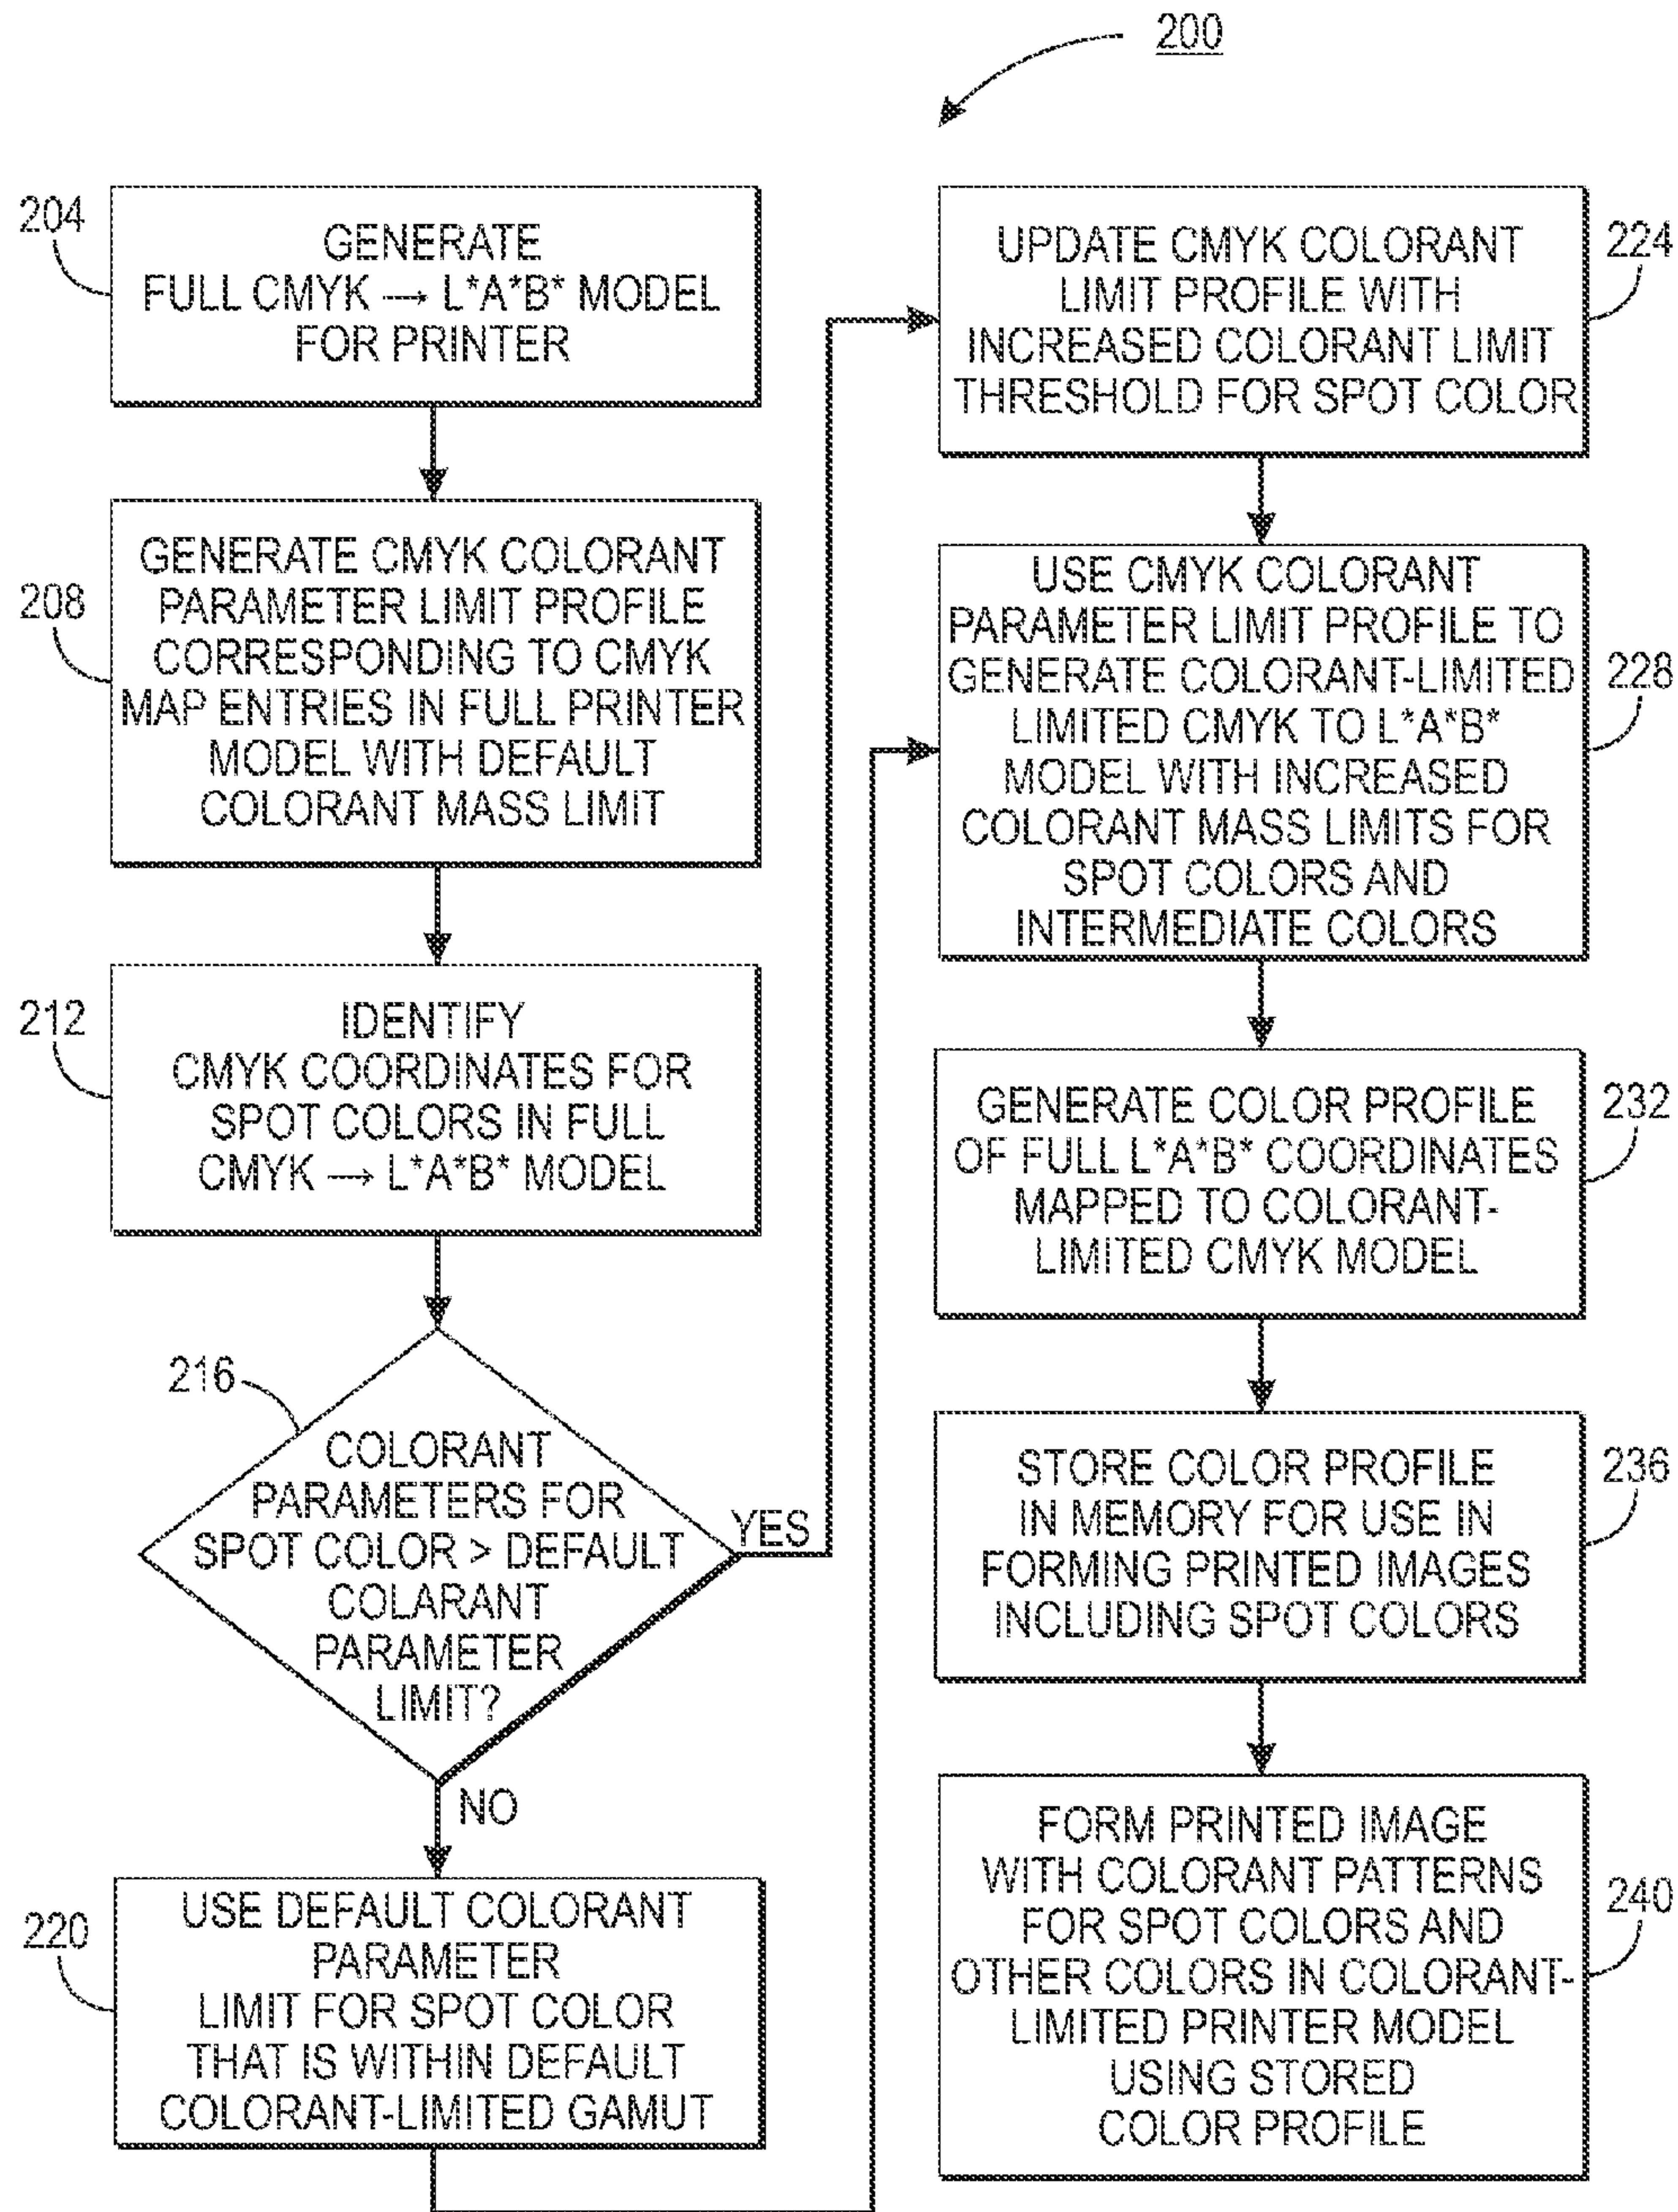 200
204
GENERATE
FULL CMYK → L*A*B* MODEL
FOR PRINTER
208
GENERATE CMYK COLORANT
PARAMETER LIMIT PROFILE
CORRESPONDING TO CMYK
MAP ENTRIES IN FULL PRINTER
MODEL WITH DEFAULT
COLORANT MASS LIMIT
212
IDENTIFY
CMYK COORDINATES FOR
SPOT COLORS IN FULL
CMYK → L*A*B* MODEL
216
COLORANT
PARAMETERS FOR
SPOT COLOR > DEFAULT
COLARANT
PARAMETER
LIMIT?
YES
NO
220
USE DEFAULT COLORANT
PARAMETER
LIMIT FOR SPOT COLOR
THAT IS WITHIN DEFAULT
COLORANT-LIMITED GAMUT
UPDATE CMYK COLORANT
LIMIT PROFILE WITH
INCREASED COLORANT LIMIT
THRESHOLD FOR SPOT COLOR
224
USE CMYK COLORANT
PARAMETER LIMIT PROFILE TO
GENERATE COLORANT-LIMITED
LIMITED CMYK TO L*A*B*
MODEL WITH INCREASED
COLORANT MASS LIMITS FOR
SPOT COLORS AND
INTERMEDIATE COLORS
228
GENERATE COLOR PROFILE
OF FULL L*A*B* COORDINATES
MAPPED TO COLORANT-
LIMITED CMYK MODEL
232
STORE COLOR PROFILE
IN MEMORY FOR USE IN
FORMING PRINTED IMAGES
INCLUDING SPOT COLORS
236
FORM PRINTED IMAGE
WITH COLORANT PATTERNS
FOR SPOT COLORS AND
OTHER COLORS IN COLORANT-
LIMITED PRINTER MODEL
USING STORED
COLOR PROFILE
240